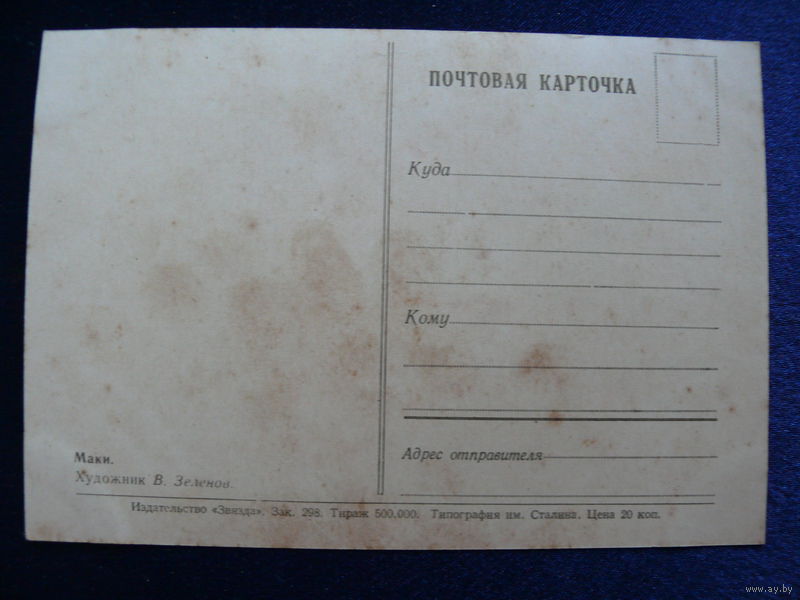 ПОЧТОВАЯ КАРТОЧКА
Куда
Кому
Адрес отправителя
Маки.
Художник В. Зеленов.
Издательство «Звязда». Зак. 298. Тираж 500.000. Типография им. Сталина. Цена 20 коп.
www.ay.by